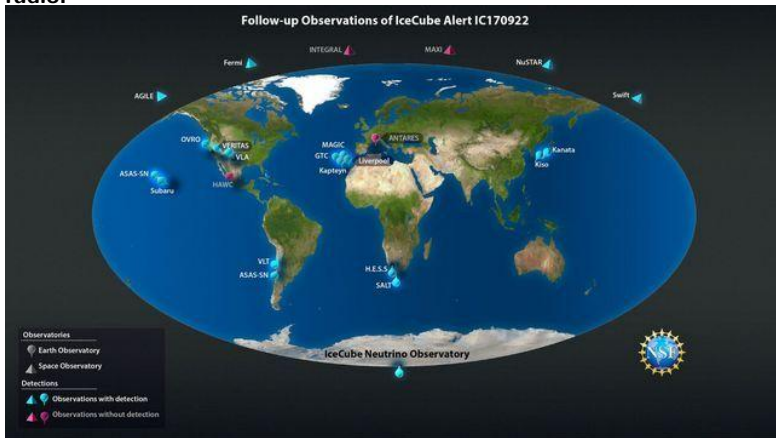 Follow-up Observations of IceCube Alert IC170922
INTEGRAL
MAXI
Fermi
NuSTAR
AGILE
Swift
OVRO
VERITAS
VLA
MAGIC
GTC
Kapteyn
Liverpool
ANTARES
Kanata
Kiso
ASAS-SN
Subaru
HAWC
VLT
ASAS-SN
H.E.S.S
SALT
IceCube Neutrino Observatory
Observatories
Earth Observatory
Space Observatory
Detections
Observations with detection
Observations without detection
NSF